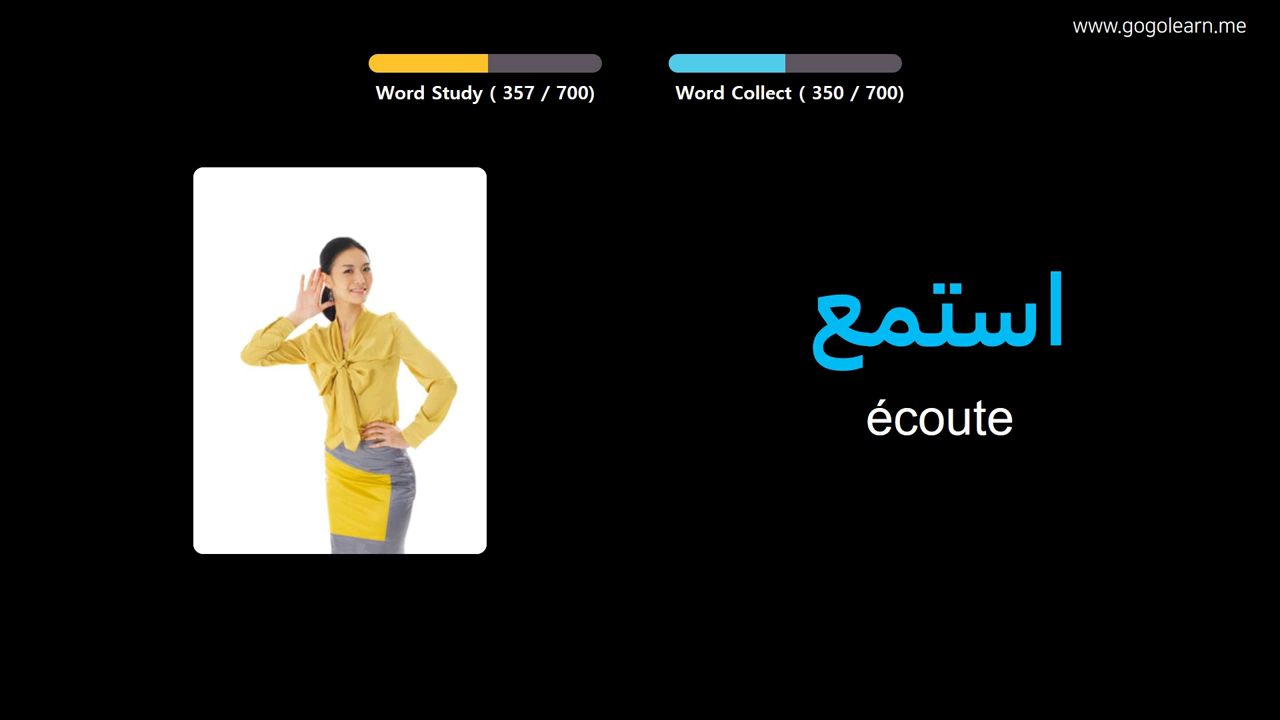 www.gogolearn.me
Word Study ( 357 / 700)
Word Collect ( 350 / 700)
استمع
écoute